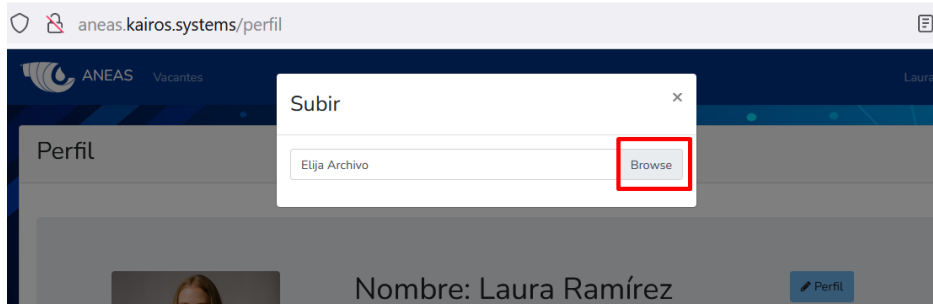 aneas.kairos.systems/perfil
ANEAS Vacantes Laura
Subir ×
Perfil
Elija Archivo Browse
Nombre: Laura Ramírez Perfil